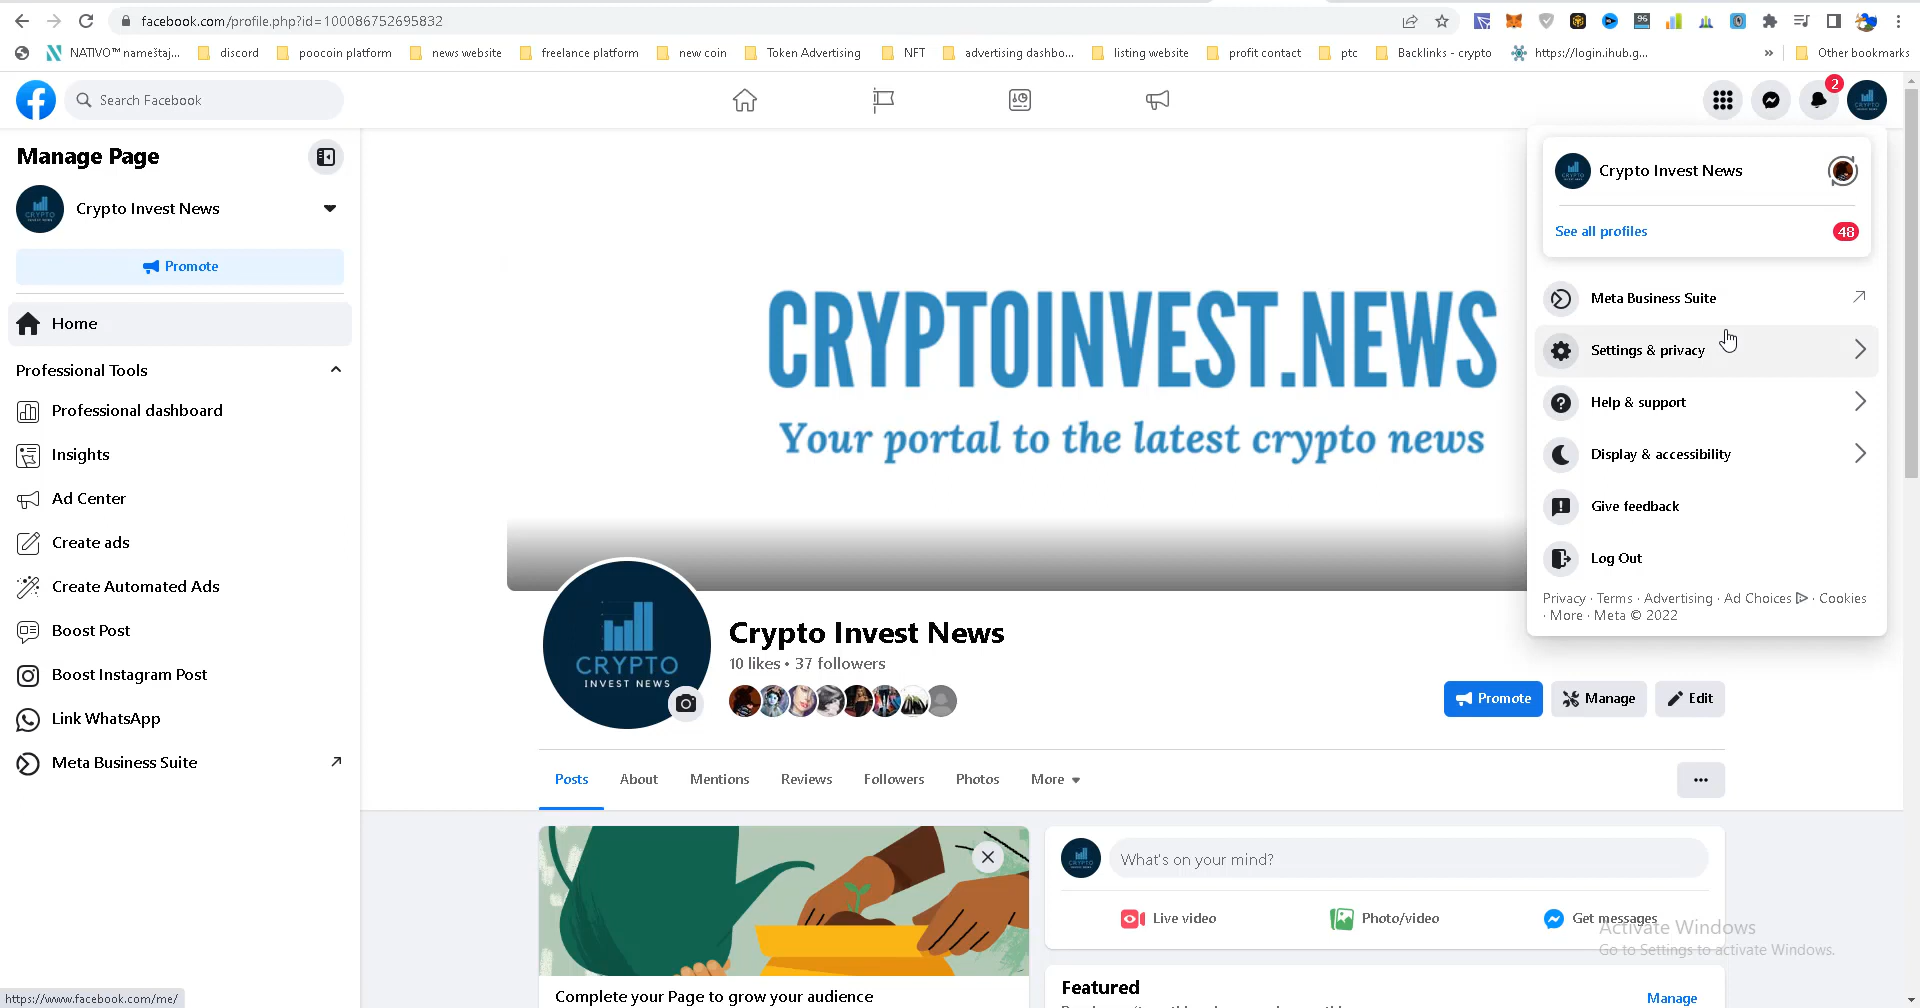 facebook.com/profile.php?id=100086752695832
NATIVO™ namešťaj...
discord
poocoin platform
news website
freelance platform
new coin
Token Advertising
NFT
advertising dashbo...
listing website
profit contact
ptc
Backlinks - crypto
https://login.ihub.g...
»
Other bookmarks
96
Search Facebook
2
Manage Page
Crypto Invest News
Promote
Home
Professional Tools
Professional dashboard
Insights
Ad Center
Create ads
Create Automated Ads
Boost Post
Boost Instagram Post
Link WhatsApp
Meta Business Suite
https://www.facebook.com/me/
CRYPTOINVEST.NEWS
Your portal to the latest crypto news
CRYPTO
INVEST NEWS
Crypto Invest News
10 likes • 37 followers
Promote
Manage
Edit
Posts
About
Mentions
Reviews
Followers
Photos
More
Complete your Page to grow your audience
What's on your mind?
Live video
Photo/video
Get messages
Featured
Manage
Crypto Invest News
See all profiles
48
Meta Business Suite
Settings & privacy
Help & support
Display & accessibility
Give feedback
Log Out
Privacy · Terms · Advertising · Ad Choices · Cookies
· More · Meta © 2022
Activate Windows
Go to Settings to activate Windows.